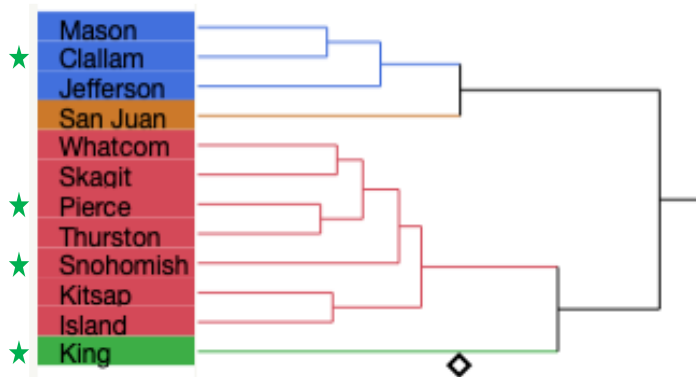 Mason
Clallam
Jefferson
San Juan
Whatcom
Skagit
Pierce
Thurston
Snohomish
Kitsap
Island
King